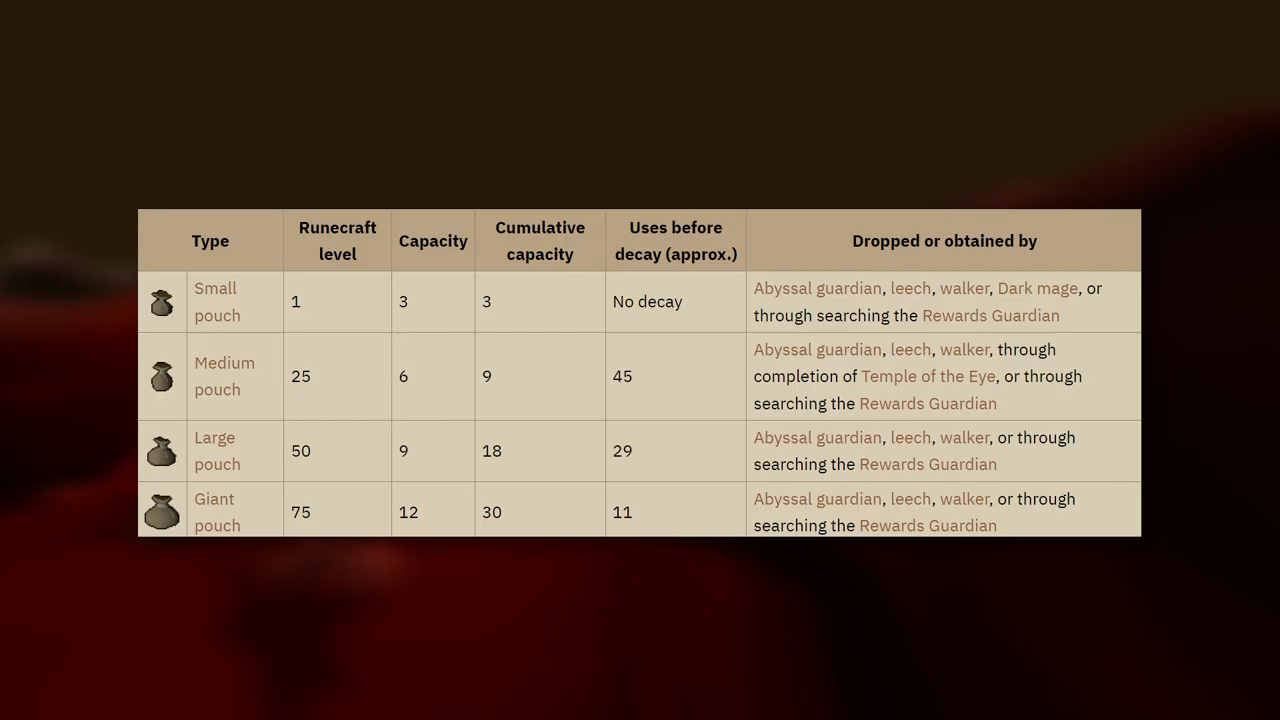 Type
Runecraft level
Capacity
Cumulative capacity
Uses before decay (approx.)
Dropped or obtained by
Small pouch
1
3
3
No decay
Abyssal guardian, leech, walker, Dark mage, or
through searching the Rewards Guardian
Medium pouch
25
6
9
45
Abyssal guardian, leech, walker, through
completion of Temple of the Eye, or through
searching the Rewards Guardian
Large pouch
50
9
18
29
Abyssal guardian, leech, walker, or through
searching the Rewards Guardian
Giant pouch
75
12
30
11
Abyssal guardian, leech, walker, or through
searching the Rewards Guardian